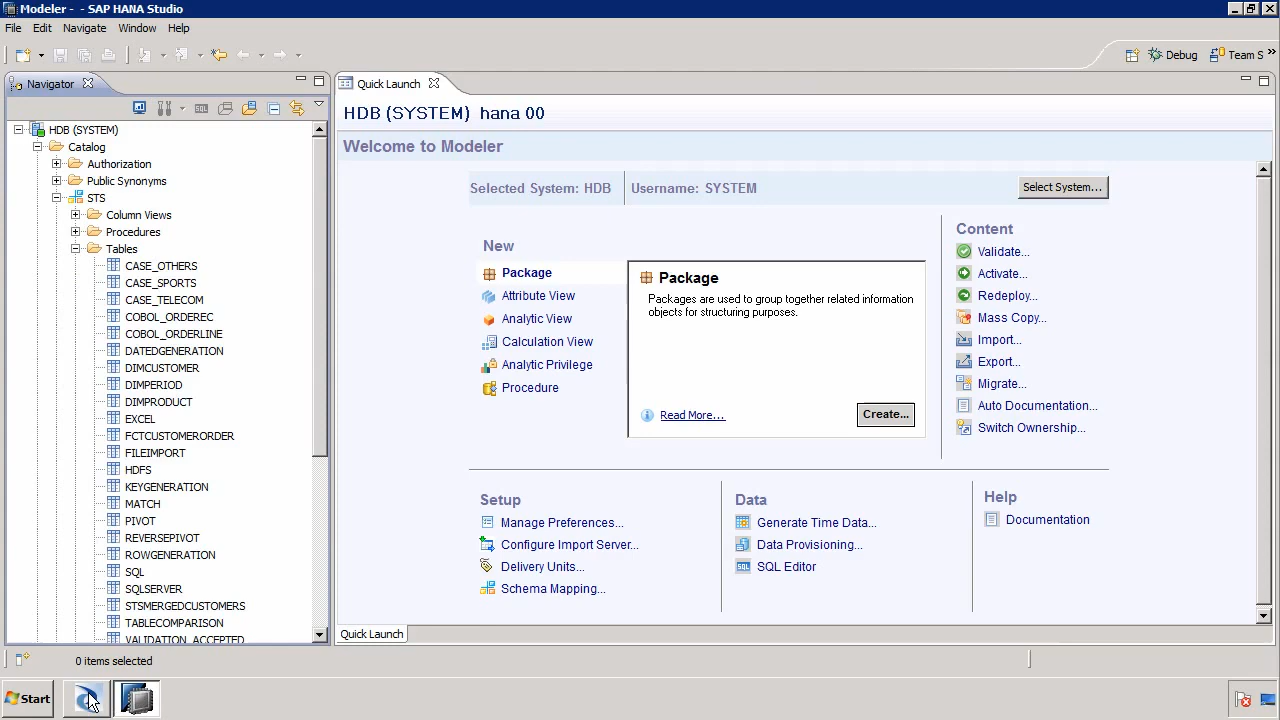 Modeler - - SAP HANA Studio
File Edit Navigate Window Help
Debug Team S »
Navigator
Quick Launch
SQL
HDB (SYSTEM) hana 00
HDB (SYSTEM)
Catalog
Authorization
Public Synonyms
STS
Column Views
Procedures
Tables
CASE_OTHERS
CASE_SPORTS
CASE_TELECOM
COBOL_ORDEREC
COBOL_ORDERLINE
DATEDGENERATION
DIMCUSTOMER
DIMPERIOD
DIMPRODUCT
EXCEL
FCTCUSTOMERORDER
FILEIMPORT
HDFS
KEYGENERATION
MATCH
PIVOT
REVERSEPIVOT
ROWGENERATION
SQL
SQLSERVER
STSMERGEDCUSTOMERS
TABLECOMPARISON
VALIDATION_ACCEPTED
Welcome to Modeler
Selected System: HDB
Username: SYSTEM
Select System...
New
Package
Attribute View
Analytic View
Calculation View
Analytic Privilege
Procedure
Package
Packages are used to group together related information
objects for structuring purposes.
Read More...
Create...
Content
Validate...
Activate...
Redeploy...
Mass Copy...
Import...
Export...
Migrate...
Auto Documentation...
Switch Ownership...
Setup
Manage Preferences...
Configure Import Server...
Delivery Units...
Schema Mapping...
Data
Generate Time Data...
Data Provisioning...
SQL SQL Editor
Help
Documentation
Quick Launch
0 items selected
Start